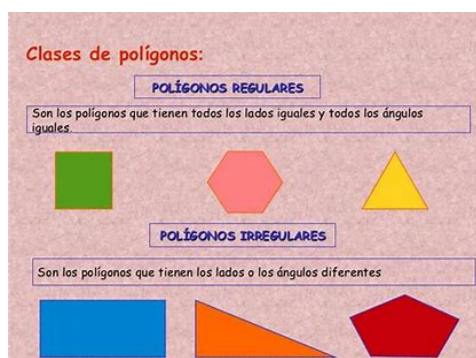 Clases de polígonos:
POLÍGONOS REGULARES
Son los polígonos que tienen todos los lados iguales y todos los ángulos
iguales.
POLÍGONOS IRREGULARES
Son los polígonos que tienen los lados o los ángulos diferentes